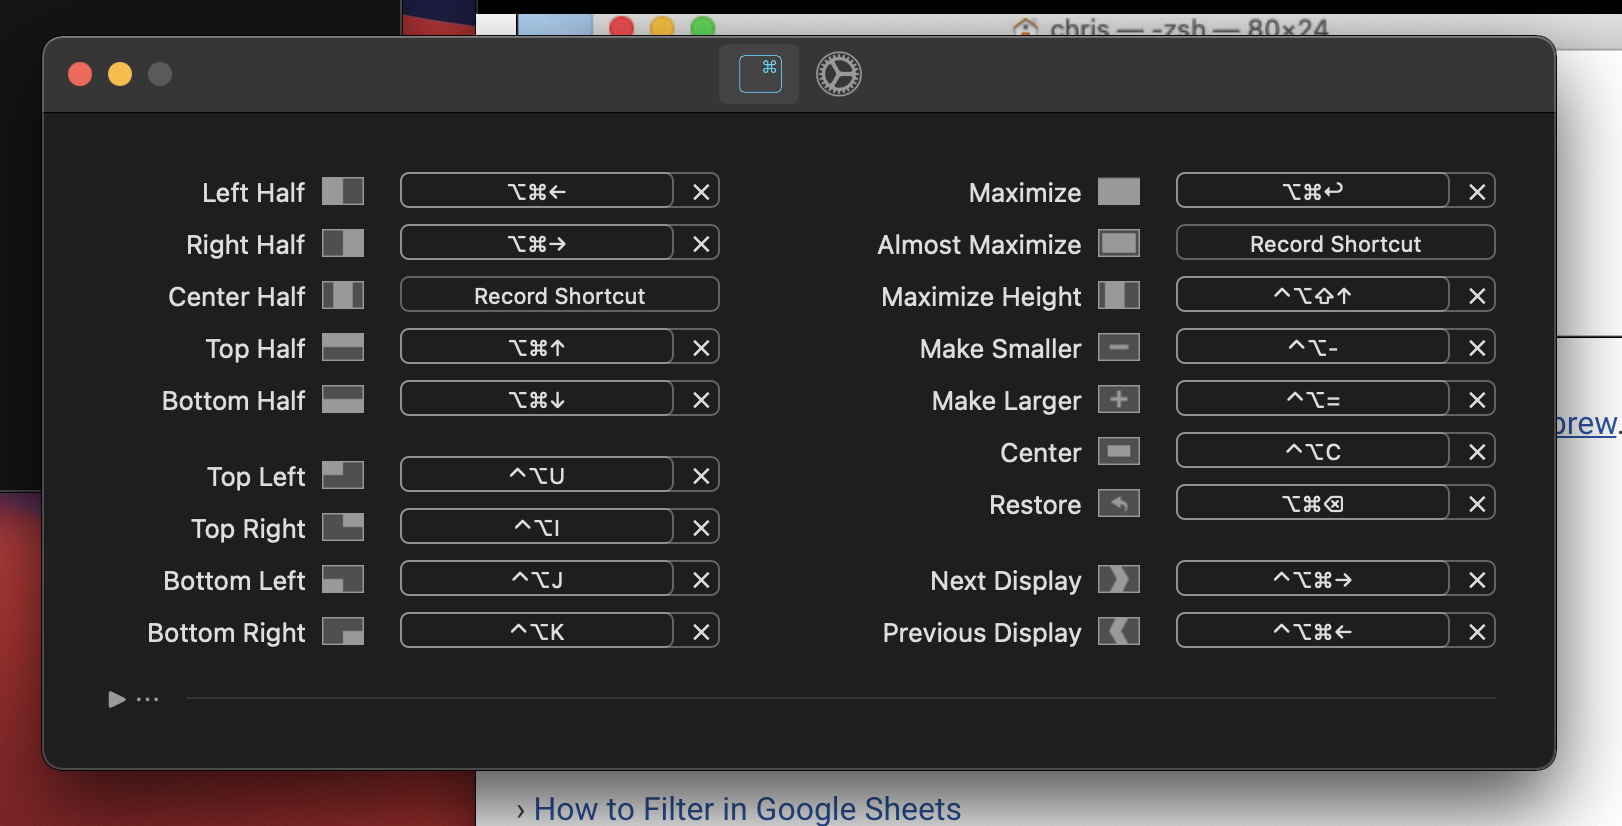 chris — -zsh — 80×24
⌘
Left Half ⌥⌘← ×
Right Half ⌥⌘→ ×
Center Half Record Shortcut
Top Half ⌥⌘↑ ×
Bottom Half ⌥⌘↓ ×
Top Left ^⌥U ×
Top Right ^⌥I ×
Bottom Left ^⌥J ×
Bottom Right ^⌥K ×
Maximize ⌥⌘↩ ×
Almost Maximize Record Shortcut
Maximize Height ^⌥⇧↑ ×
Make Smaller ^⌥- ×
Make Larger ^⌥= ×
Center ^⌥C ×
Restore ⌥⌘⌫ ×
Next Display ^⌥⌘→ ×
Previous Display ^⌥⌘← ×
▶ ...
brew.
› How to Filter in Google Sheets